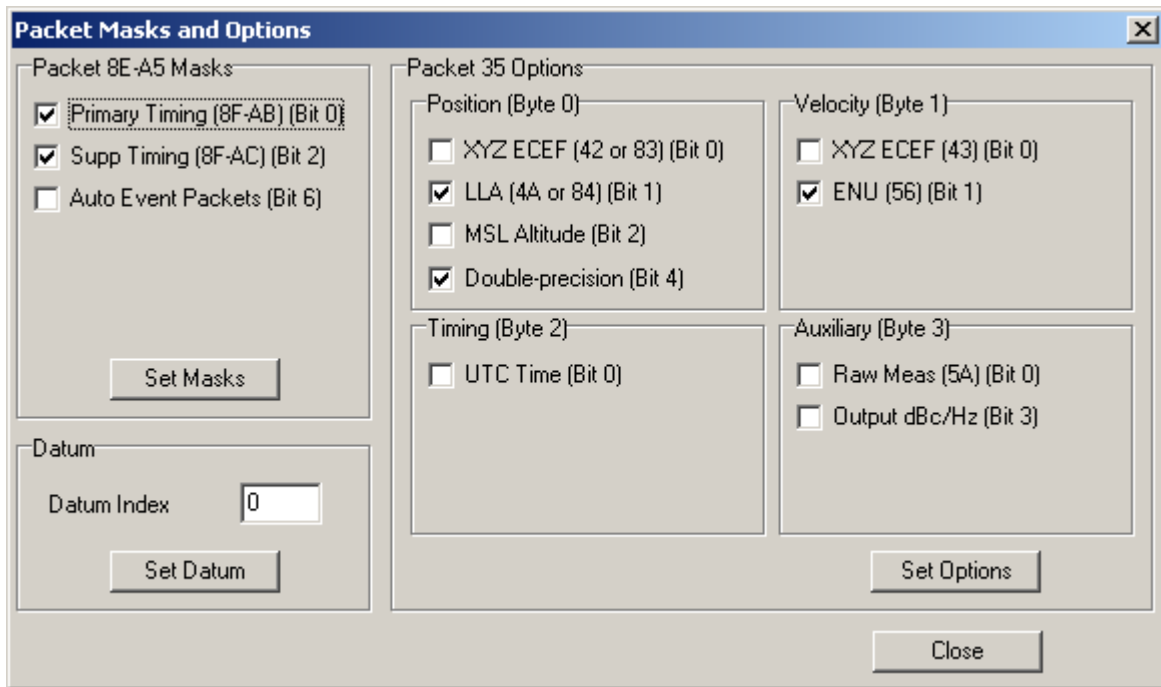 Packet Masks and Options
Packet 8E-A5 Masks
Primary Timing (8F-AB) (Bit 0)
Supp Timing (8F-AC) (Bit 2)
Auto Event Packets (Bit 6)
Set Masks
Datum
Datum Index
0
Set Datum
Packet 35 Options
Position (Byte 0)
XYZ ECEF (42 or 83) (Bit 0)
LLA (4A or 84) (Bit 1)
MSL Altitude (Bit 2)
Double-precision (Bit 4)
Velocity (Byte 1)
XYZ ECEF (43) (Bit 0)
ENU (56) (Bit 1)
Timing (Byte 2)
UTC Time (Bit 0)
Auxiliary (Byte 3)
Raw Meas (5A) (Bit 0)
Output dBc/Hz (Bit 3)
Set Options
Close